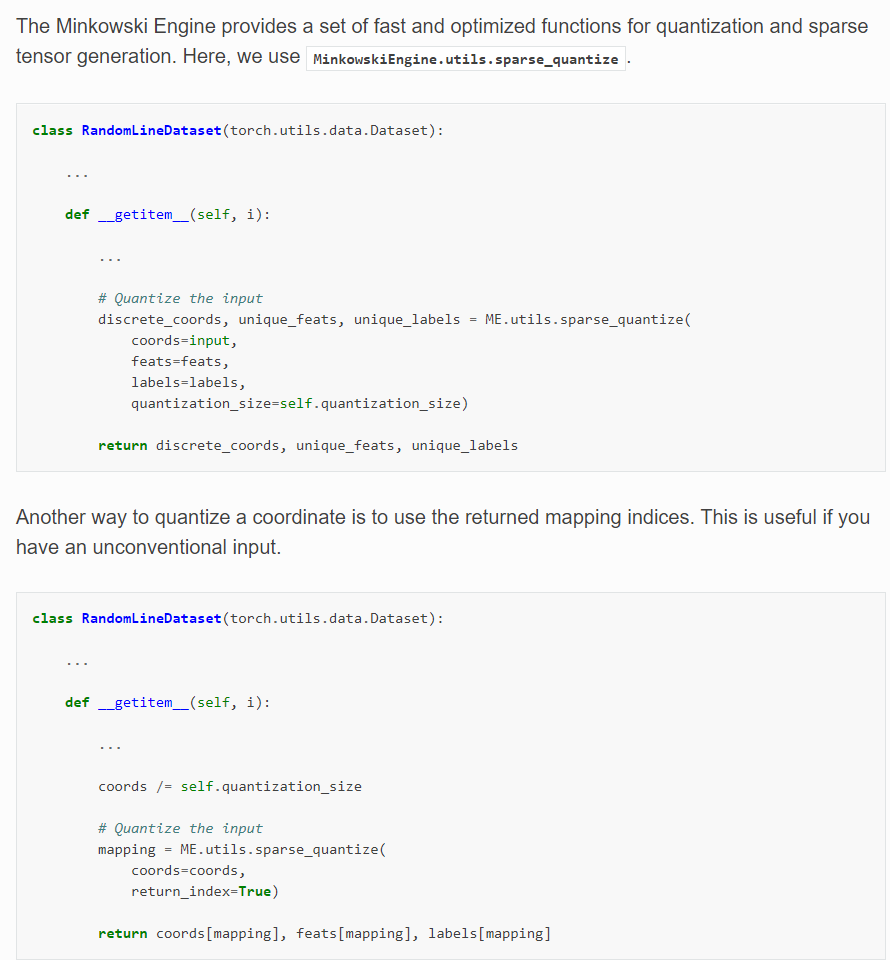 The Minkowski Engine provides a set of fast and optimized functions for quantization and sparse
tensor generation. Here, we use MinkowskiEngine.utils.sparse_quantize .
class RandomLineDataset(torch.utils.data.Dataset):
    ...
    def __getitem__(self, i):
        ...
        # Quantize the input
        discrete_coords, unique_feats, unique_labels = ME.utils.sparse_quantize(
            coords=input,
            feats=feats,
            labels=labels,
            quantization_size=self.quantization_size)
        return discrete_coords, unique_feats, unique_labels
Another way to quantize a coordinate is to use the returned mapping indices. This is useful if you
have an unconventional input.
class RandomLineDataset(torch.utils.data.Dataset):
    ...
    def __getitem__(self, i):
        ...
        coords /= self.quantization_size
        # Quantize the input
        mapping = ME.utils.sparse_quantize(
            coords=coords,
            return_index=True)
        return coords[mapping], feats[mapping], labels[mapping]